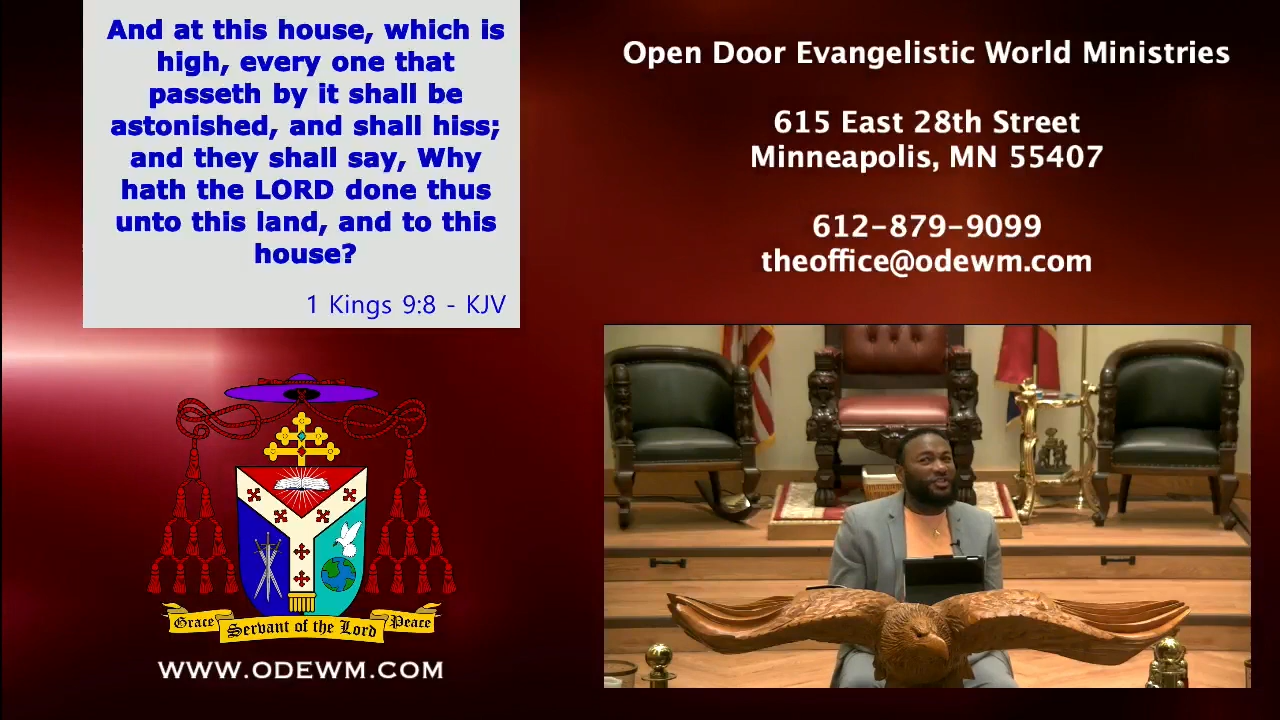 And at this house, which is
high, every one that
passeth by it shall be
astonished, and shall hiss;
and they shall say, Why
hath the LORD done thus
unto this land, and to this
house?
1 Kings 9:8 - KJV
Open Door Evangelistic World Ministries
615 East 28th Street
Minneapolis, MN 55407
612-879-9099
theoffice@odewm.com
Grace Servant of the Lord Peace
WWW.ODEWM.COM